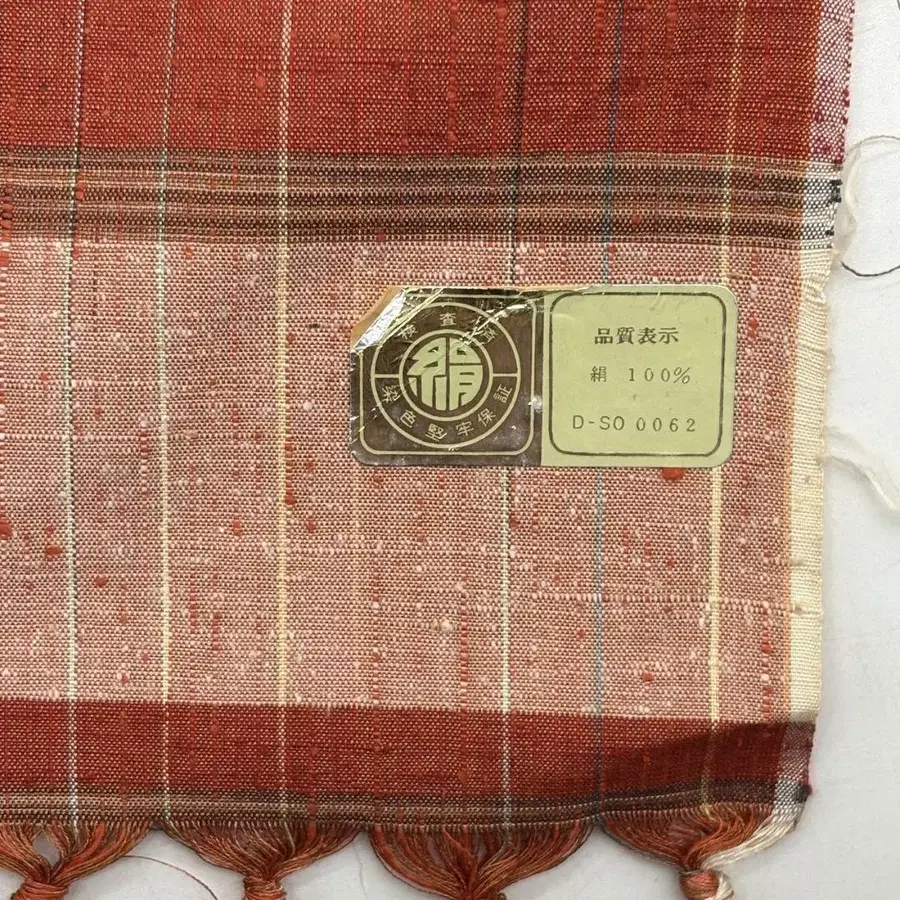 検査済
絹
染色堅牢保証
品質表示
絹 100%
D-SO 0062